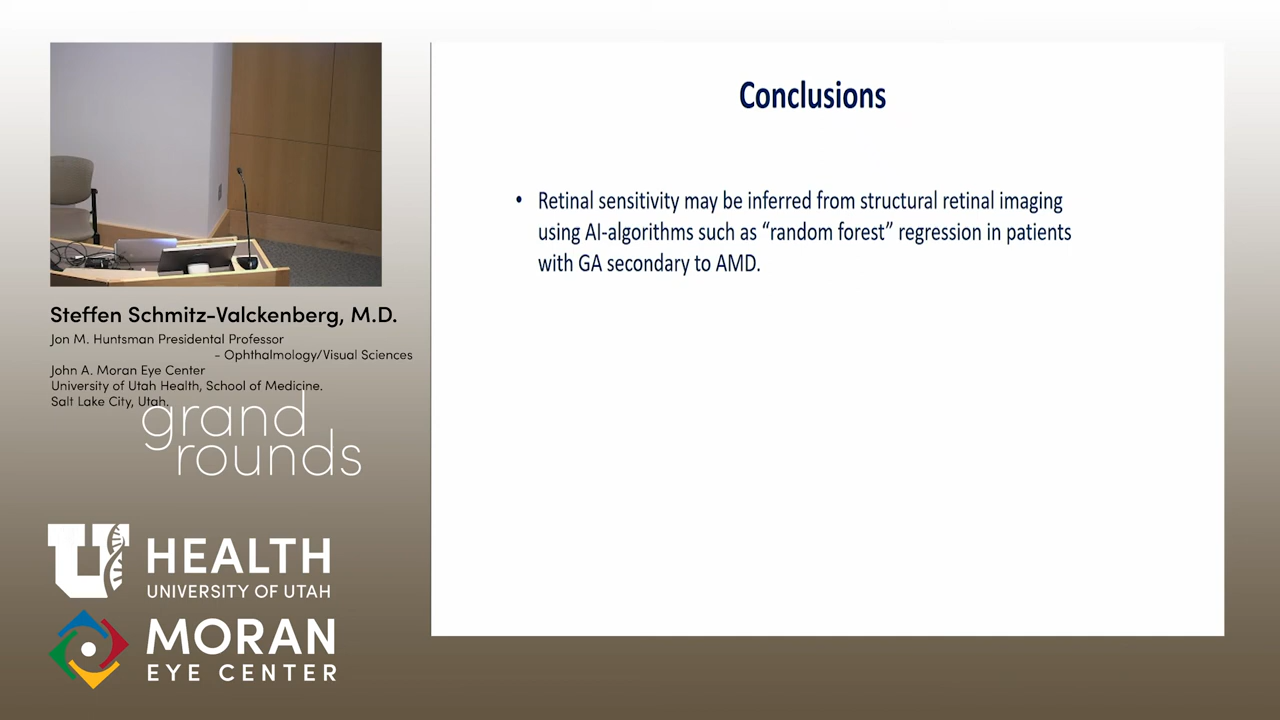 Conclusions
• Retinal sensitivity may be inferred from structural retinal imaging
using AI-algorithms such as “random forest” regression in patients
with GA secondary to AMD.
Steffen Schmitz-Valckenberg, M.D.
Jon M. Huntsman Presidental Professor
- Ophthalmology/Visual Sciences
John A. Moran Eye Center
University of Utah Health, School of Medicine.
Salt Lake City, Utah.
grand
rounds
U HEALTH
UNIVERSITY OF UTAH
MORAN
EYE CENTER